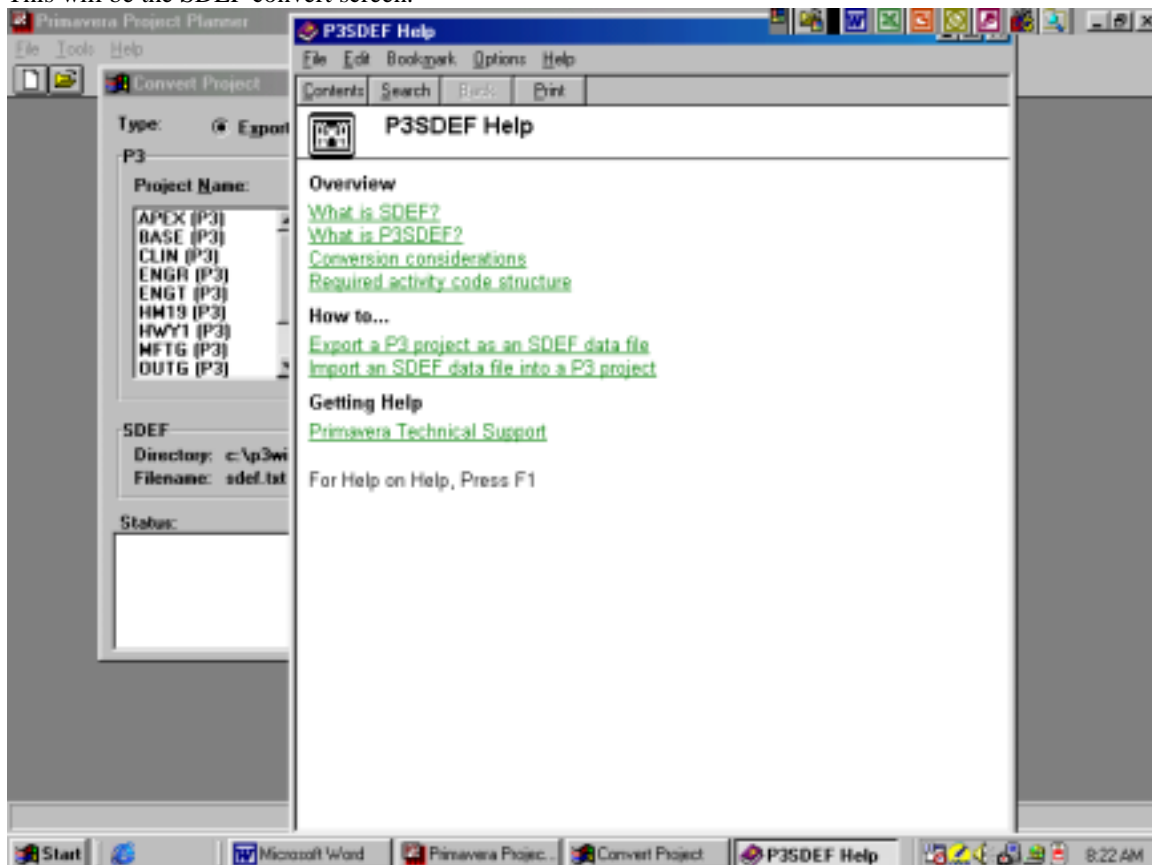 This will be the SDEF convert screen.
Primavera Project Planner
File Tools Help
Convert Project
Type: Export
P3
Project Name:
APEX (P3)
BASE (P3)
CLIN (P3)
ENGR (P3)
ENGT (P3)
HM19 (P3)
HWY1 (P3)
MFTG (P3)
OUTG (P3)
SDEF
Directory: c:\p3wi
Filename: sdef.txt
Status:
P3SDEF Help
File Edit Bookmark Options Help
Contents Search Back Print
P3SDEF Help
Overview
What is SDEF?
What is P3SDEF?
Conversion considerations
Required activity code structure
How to...
Export a P3 project as an SDEF data file
Import an SDEF data file into a P3 project
Getting Help
Primavera Technical Support
For Help on Help, Press F1
Start Microsoft Word Primavera Projec... Convert Project P3SDEF Help 8:22 AM